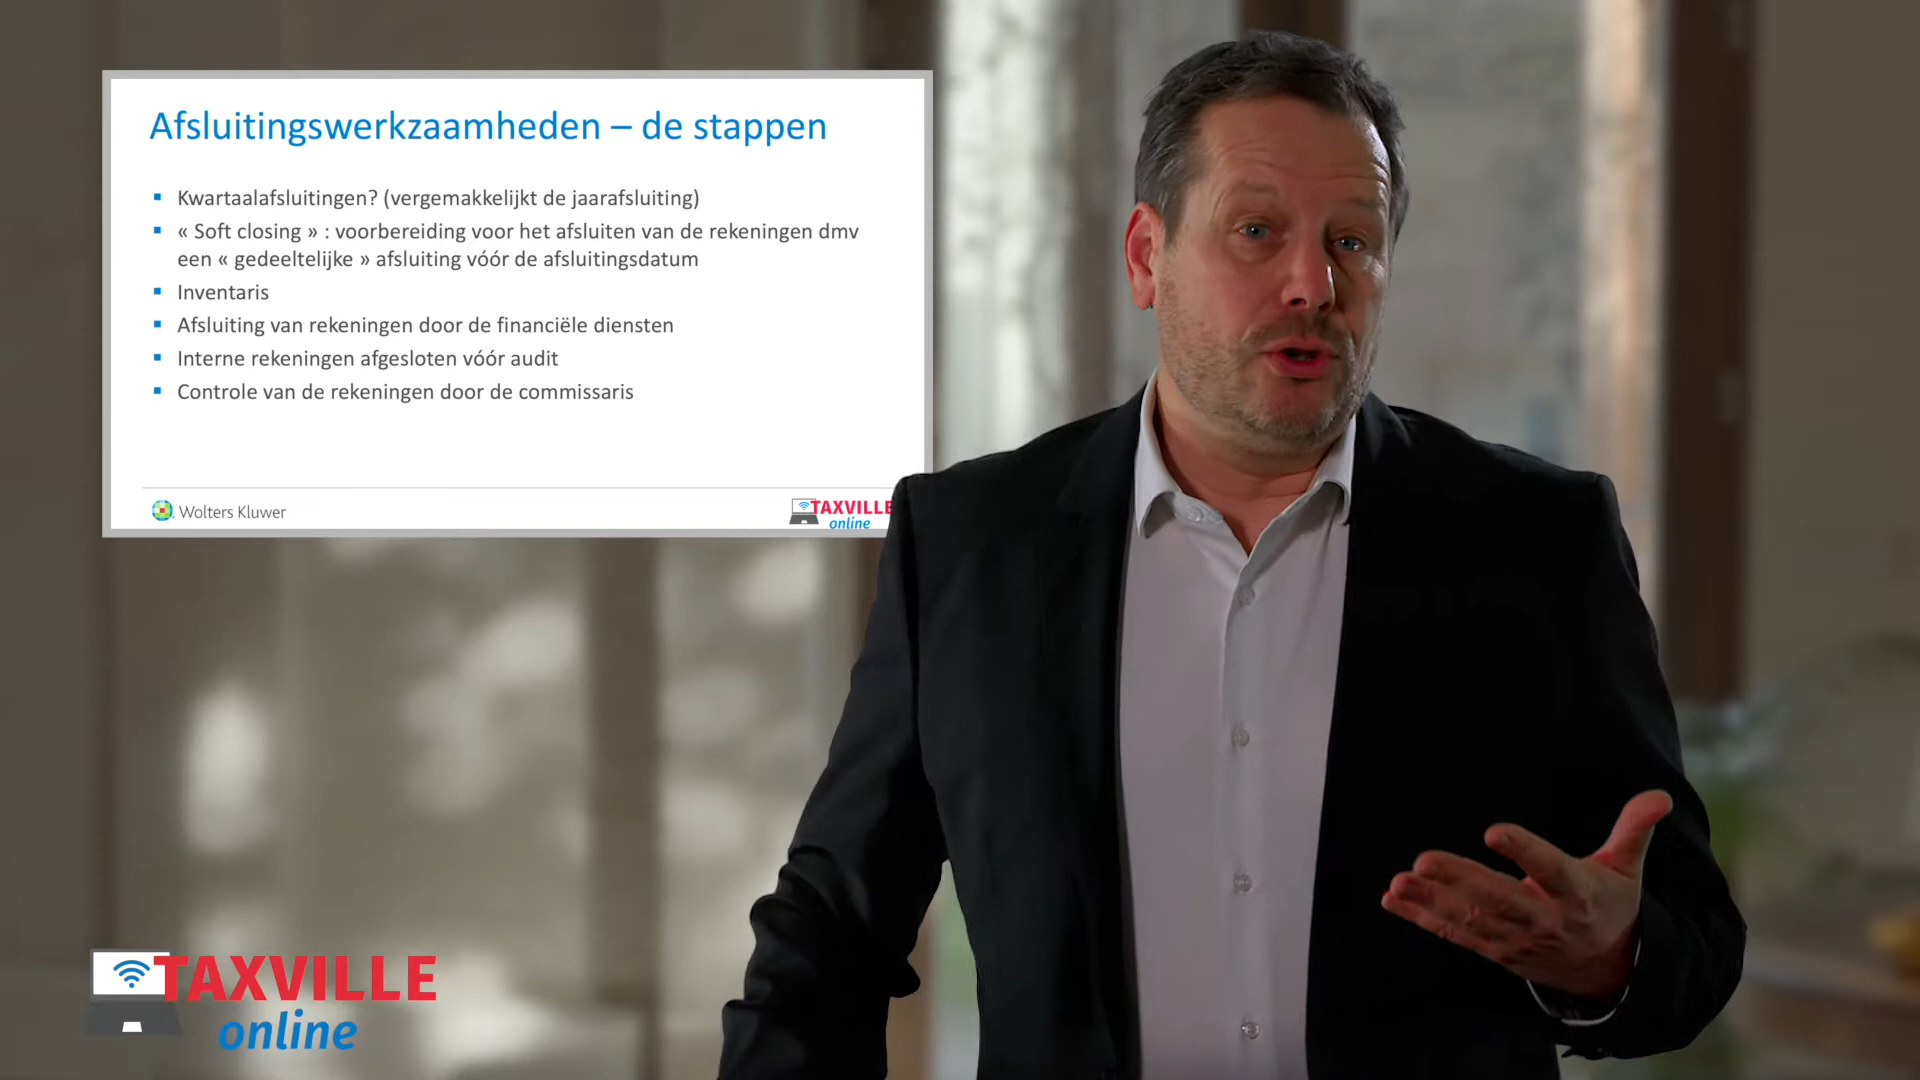 Afsluitingswerkzaamheden – de stappen
▪ Kwartaalafsluitingen? (vergemakkelijkt de jaarafsluiting)
▪ « Soft closing » : voorbereiding voor het afsluiten van de rekeningen dmv
een « gedeeltelijke » afsluiting vóór de afsluitingsdatum
▪ Inventaris
▪ Afsluiting van rekeningen door de financiële diensten
▪ Interne rekeningen afgesloten vóór audit
▪ Controle van de rekeningen door de commissaris
Wolters Kluwer
TAXVILLE
online
TAXVILLE
online